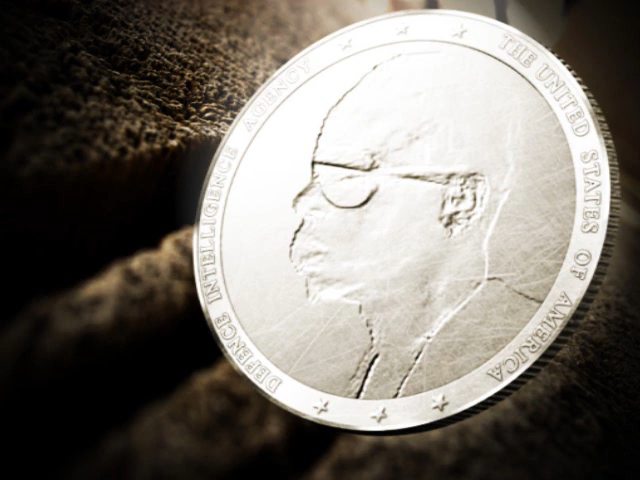 DEFENCE INTELLIGENCE AGENCY
THE UNITED STATES OF AMERICA